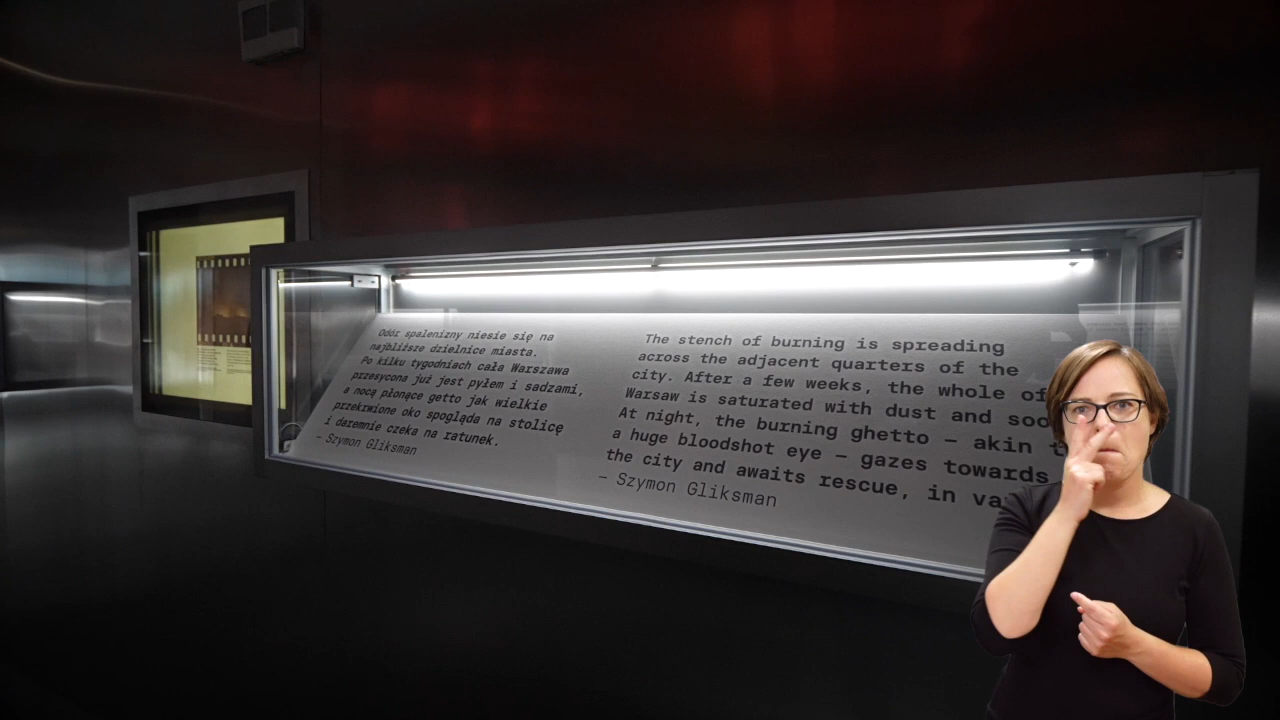 Odór spalenizny niesie się na
najbliższe dzielnice miasta.
Po kilku tygodniach cała Warszawa
przesycona już jest pyłem i sadzami,
a nocą płonące getto jak wielkie
przekrwione oko spogląda na stolicę
i daremnie czeka na ratunek.
— Szymon Gliksman
The stench of burning is spreading
across the adjacent quarters of the
city. After a few weeks, the whole of
Warsaw is saturated with dust and soo
At night, the burning ghetto — akin t
a huge bloodshot eye — gazes towards
the city and awaits rescue, in va
— Szymon Gliksman